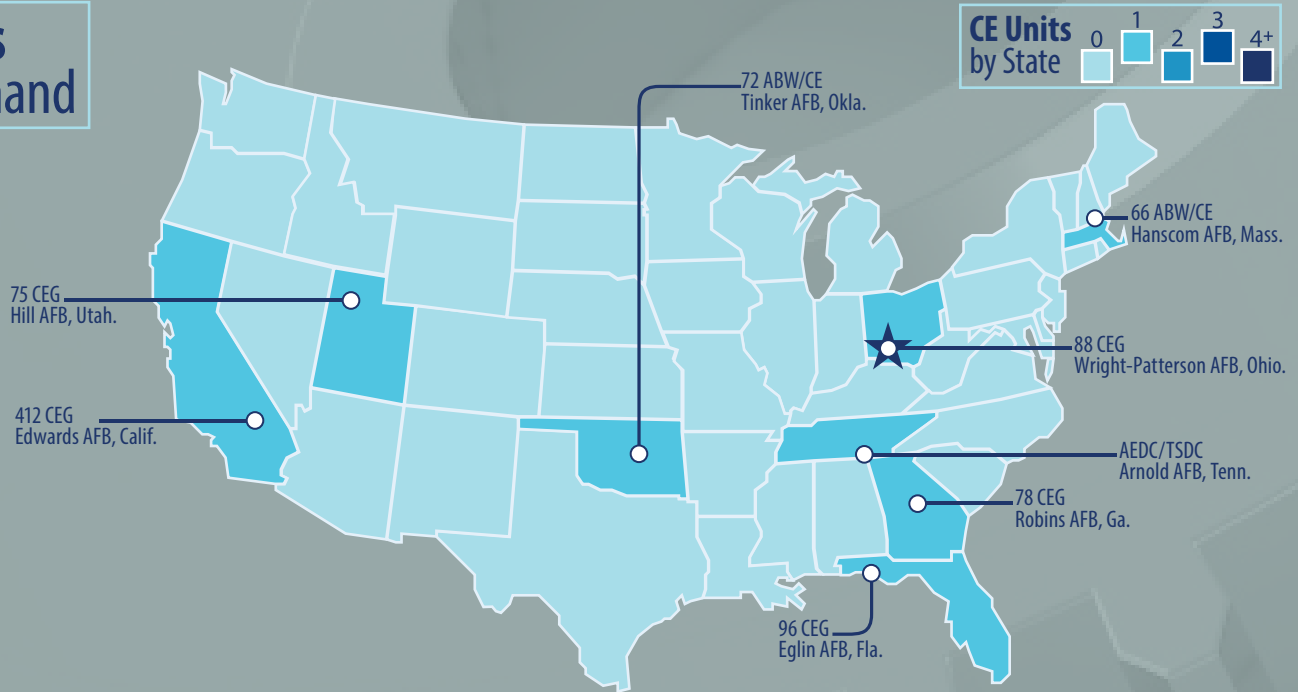 s
and
CE Units
by State
0
1
2
3
4+
72 ABW/CE
Tinker AFB, Okla.
66 ABW/CE
Hanscom AFB, Mass.
75 CEG
Hill AFB, Utah.
88 CEG
Wright-Patterson AFB, Ohio.
412 CEG
Edwards AFB, Calif.
AEDC/TSDC
Arnold AFB, Tenn.
78 CEG
Robins AFB, Ga.
96 CEG
Eglin AFB, Fla.